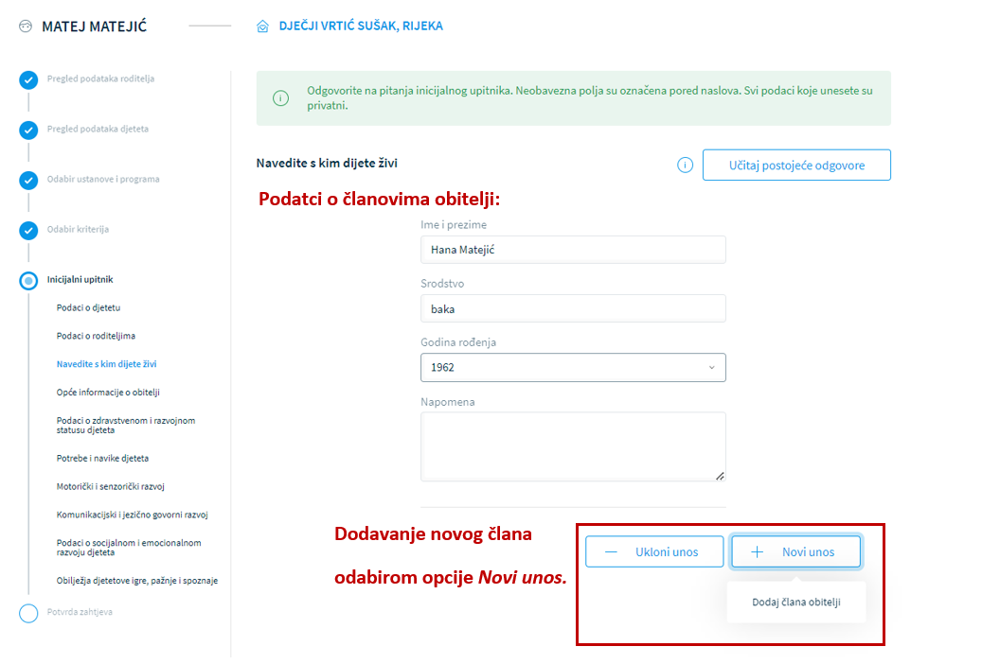 MATEJ MATEJIĆ
DJEČJI VRTIĆ SUŠAK, RIJEKA
Pregled podataka roditelja
Pregled podataka djeteta
Odabir ustanove i programa
Odabir kriterija
Inicijalni upitnik
Podaci o djetetu
Podaci o roditeljima
Navedite s kim dijete živi
Opće informacije o obitelji
Podaci o zdravstvenom i razvojnom
statusu djeteta
Potrebe i navike djeteta
Motorički i senzorički razvoj
Komunikacijski i jezično govorni razvoj
Podaci o socijalnom i emocionalnom
razvoju djeteta
Obilježja djetetove igre, pažnje i spoznaje
Potvrda zahtjeva
Odgovorite na pitanja inicijalnog upitnika. Neobavezna polja su označena pored naslova. Svi podaci koje unesete su
privatni.
Navedite s kim dijete živi
Učitaj postojeće odgovore
Podatci o članovima obitelji:
Ime i prezime
Hana Matejić
Srodstvo
baka
Godina rođenja
1962
Napomena
Dodavanje novog člana
odabirom opcije Novi unos.
Ukloni unos
Novi unos
Dodaj člana obitelji